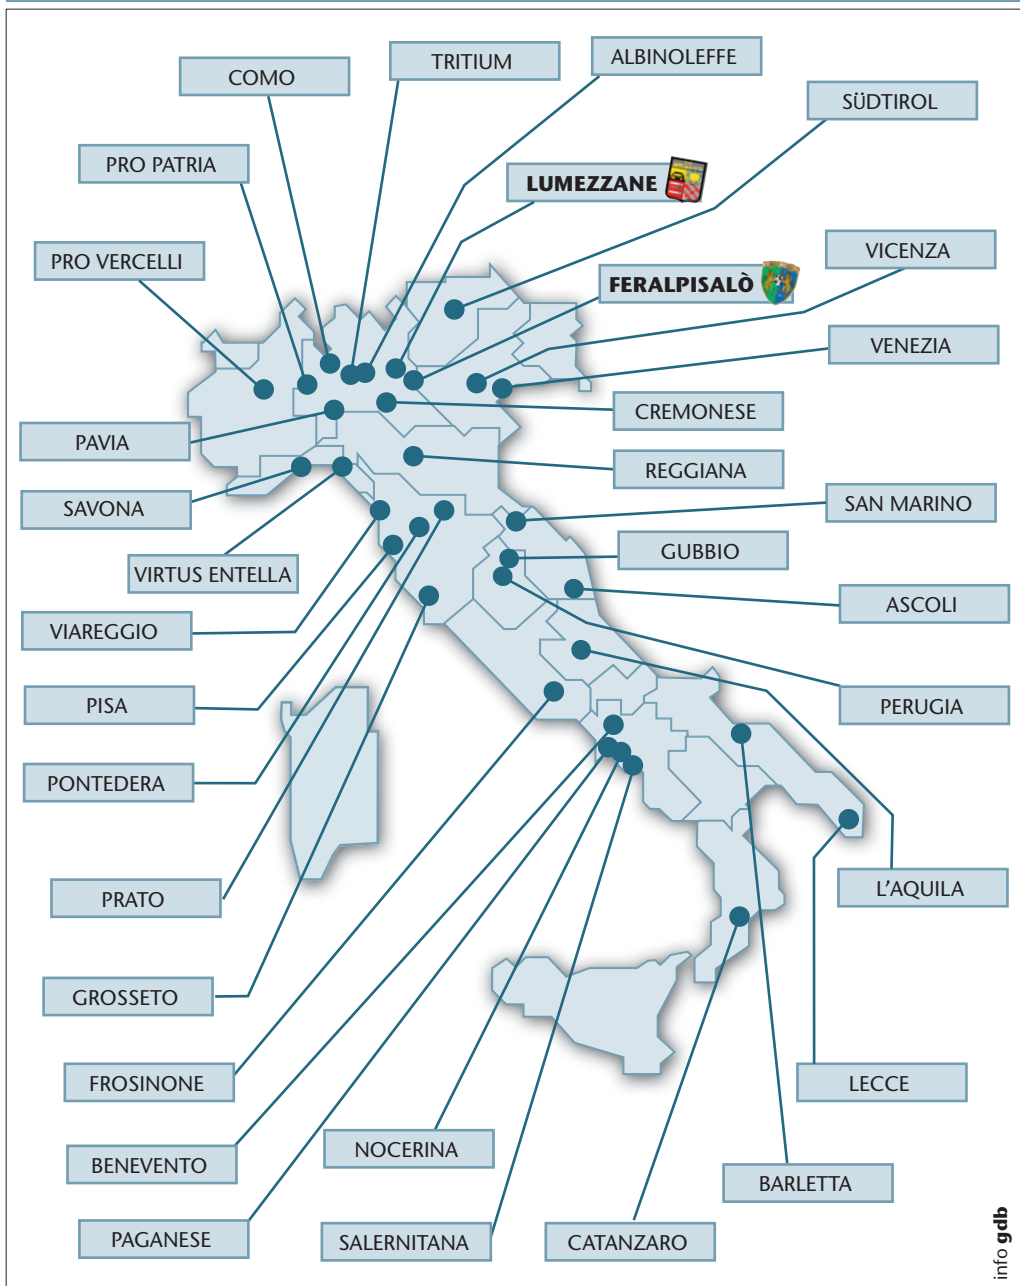 TRITIUM
ALBINOLEFFE
COMO
SÜDTIROL
PRO PATRIA
LUMEZZANE
PRO VERCELLI
VICENZA
FERALPISALÒ
VENEZIA
CREMONESE
PAVIA
REGGIANA
SAVONA
SAN MARINO
GUBBIO
VIRTUS ENTELLA
ASCOLI
VIAREGGIO
PISA
PERUGIA
PONTEDERA
PRATO
L'AQUILA
GROSSETO
FROSINONE
LECCE
NOCERINA
BENEVENTO
BARLETTA
PAGANESE
SALERNITANA
CATANZARO
info gdb